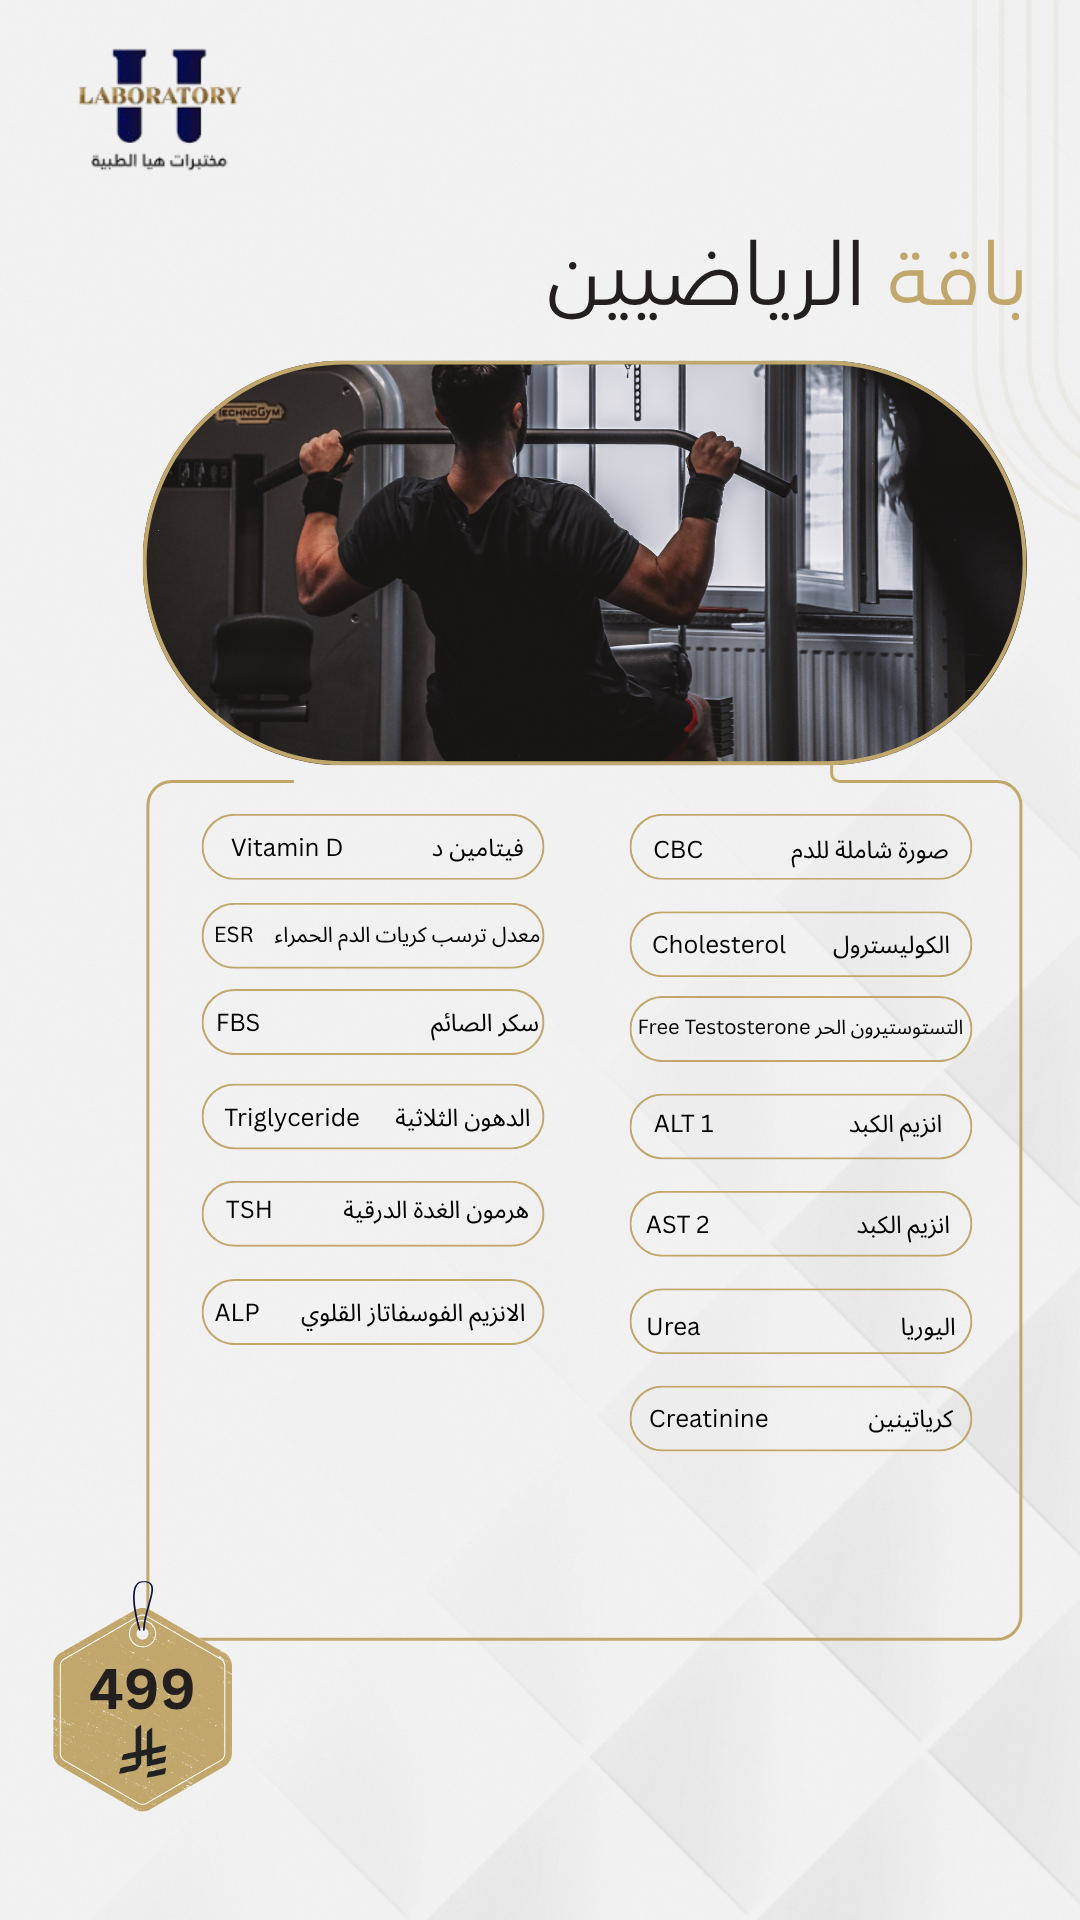 LABORATORY
مختبرات هيا الطبية
باقة الرياضيين
TECHNOGYM
صورة شاملة للدم CBC
الكوليسترول Cholesterol
التستوستيرون الحر Free Testosterone
انزيم الكبد ALT 1
انزيم الكبد AST 2
اليوريا Urea
كرياتينين Creatinine
فيتامين د Vitamin D
معدل ترسب كريات الدم الحمراء ESR
سكر الصائم FBS
الدهون الثلاثية Triglyceride
هرمون الغدة الدرقية TSH
الانزيم الفوسفاتاز القلوي ALP
499